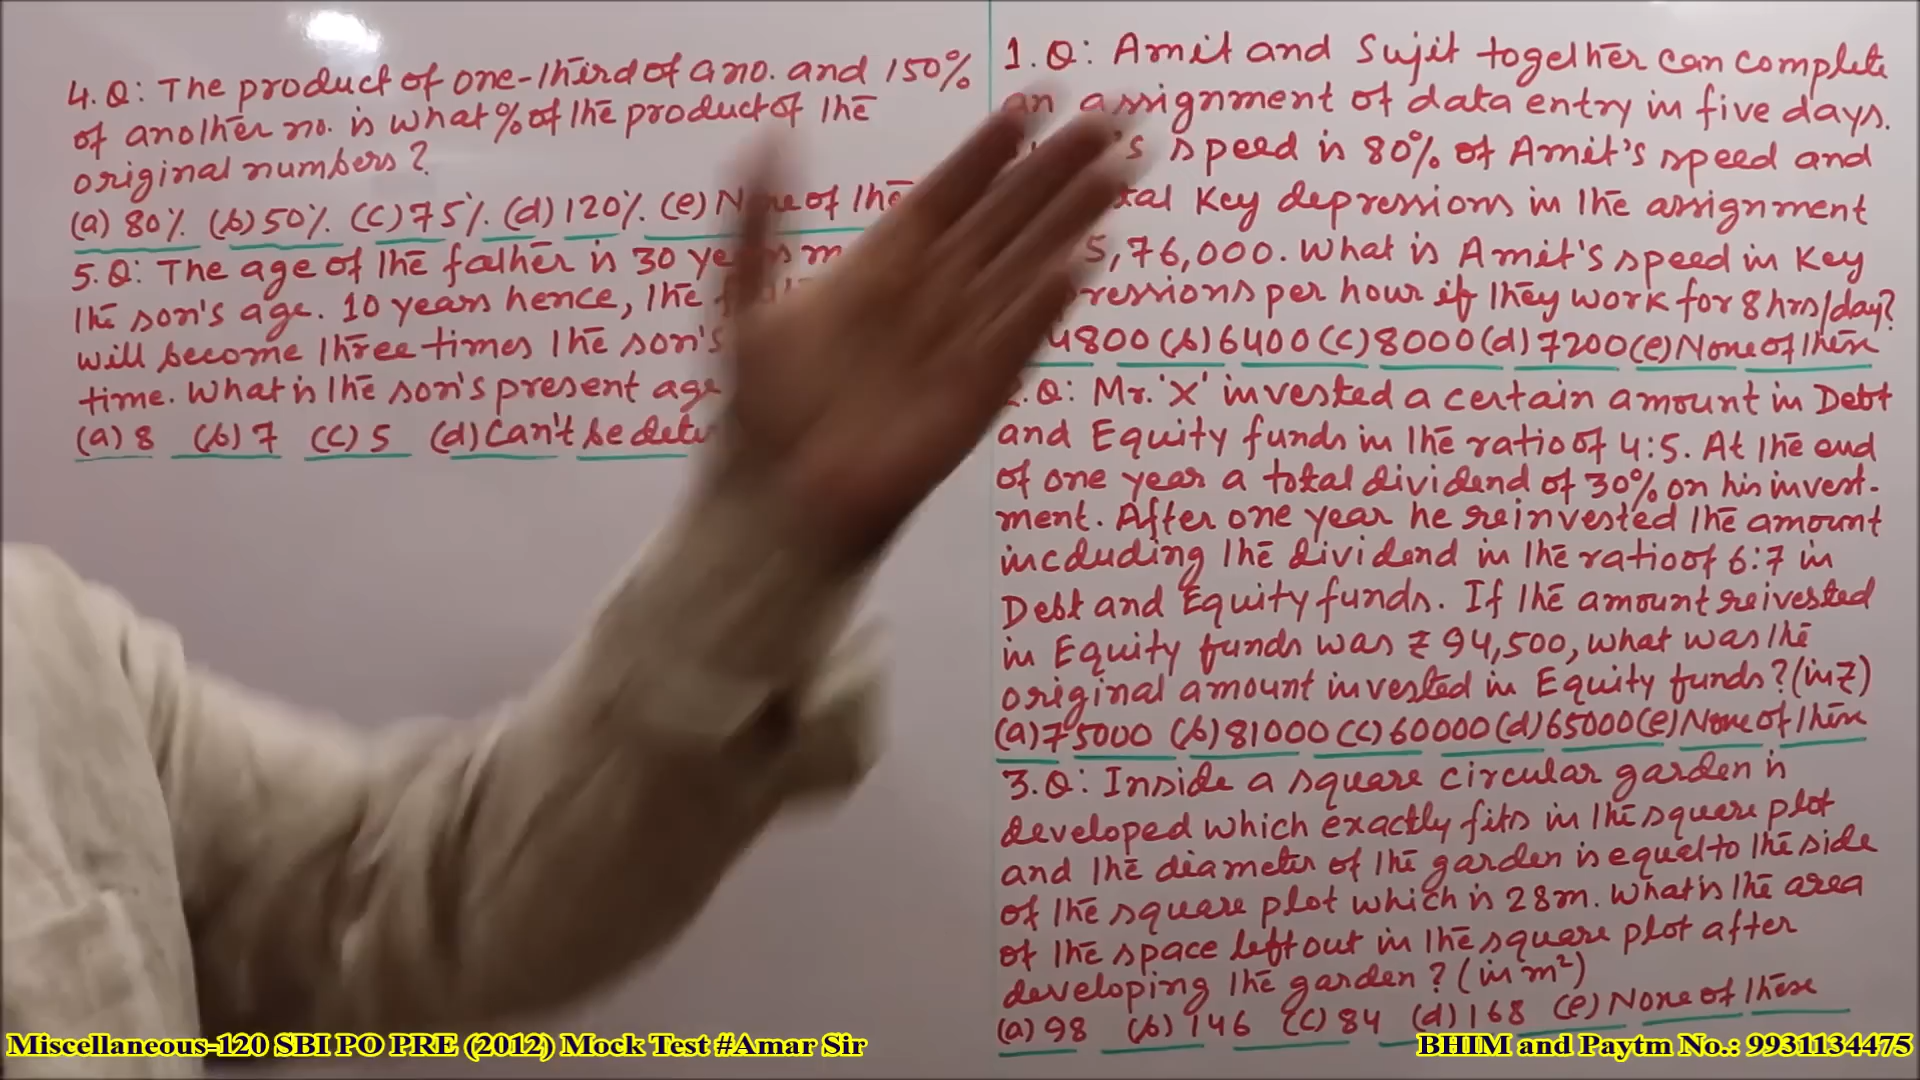 4.Q: The product of one-third of a no. and 150%
of another no. is what % of the product of the
original numbers?
(a) 80% (b) 50% (c) 75% (d) 120% (e) None of the
5.Q: The age of the father is 30 years
the son's age. 10 years hence, the
will become three times the son's
time. What is the son's present age
(a) 8 (b) 7 (c) 5 (d) Can't be
1.Q: Amit and Sujit together can complete
an assignment of data entry in five days.
speed is 80% of Amit's speed and
Key depressions in the assignment
5,76,000. What is Amit's speed in Key
per hour if they work for 8 hrs/day?
4800 (b) 6400 (c) 8000 (d) 7200 (e) None of these
2.Q: Mr. 'X' invested a certain amount in Debt
and Equity funds in the ratio of 4:5. At the end
of one year a total dividend of 30% on his invest-
ment. After one year he reinvested the amount
incduding the dividend in the ratio of 6:7 in
Debt and Equity funds. If the amount reivested
in Equity funds was ₹ 94,500, what was the
original amount invested in Equity funds? (in ₹)
(a) 75000 (b) 81000 (c) 60000 (d) 65000 (e) None of these
3.Q: Inside a square circular garden is
developed which exactly fits in the square plot
and the diameter of the garden is equal to the side
of the square plot which is 28m. What is the area
of the space left out in the square plot after
developing the garden? (in m²)
(a) 98 (b) 146 (c) 84 (d) 168 (e) None of these
Miscellaneous-120 SBI PO PRE (2012) Mock Test #Amar Sir
BHIM and Paytm No.: 9931134475